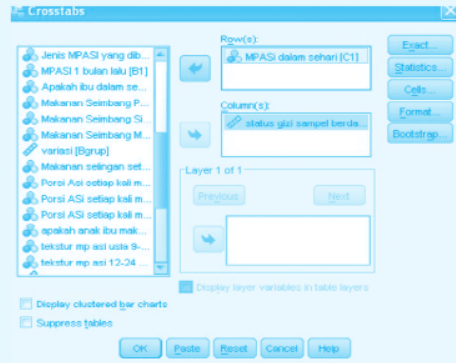 Crosstabs
Jenis MPASI yang dib...
MPASI 1 bulan lalu [B1]
Apakah ibu dalam se...
Makanan Seimbang P...
Makanan Seimbang Si...
Makanan Seimbang M...
variasi [Bgrup]
Makanan selingan set...
Porsi Asi setiap kali m...
Porsi ASi setiap kali m...
Porsi ASi setiap kali m...
apakah anak ibu mak...
tekstur mp asi usia 9-...
tekstur mp asi 12-24 ...
Row(s):
MPASi dalam sehari [C1]
Column(s):
status gizi sampel berda...
Layer 1 of 1
Previous
Next
Display layer variables in table layers
Exact...
Statistics...
Cells...
Format...
Bootstrap...
Display clustered bar charts
Suppress tables
OK Paste Reset Cancel Help